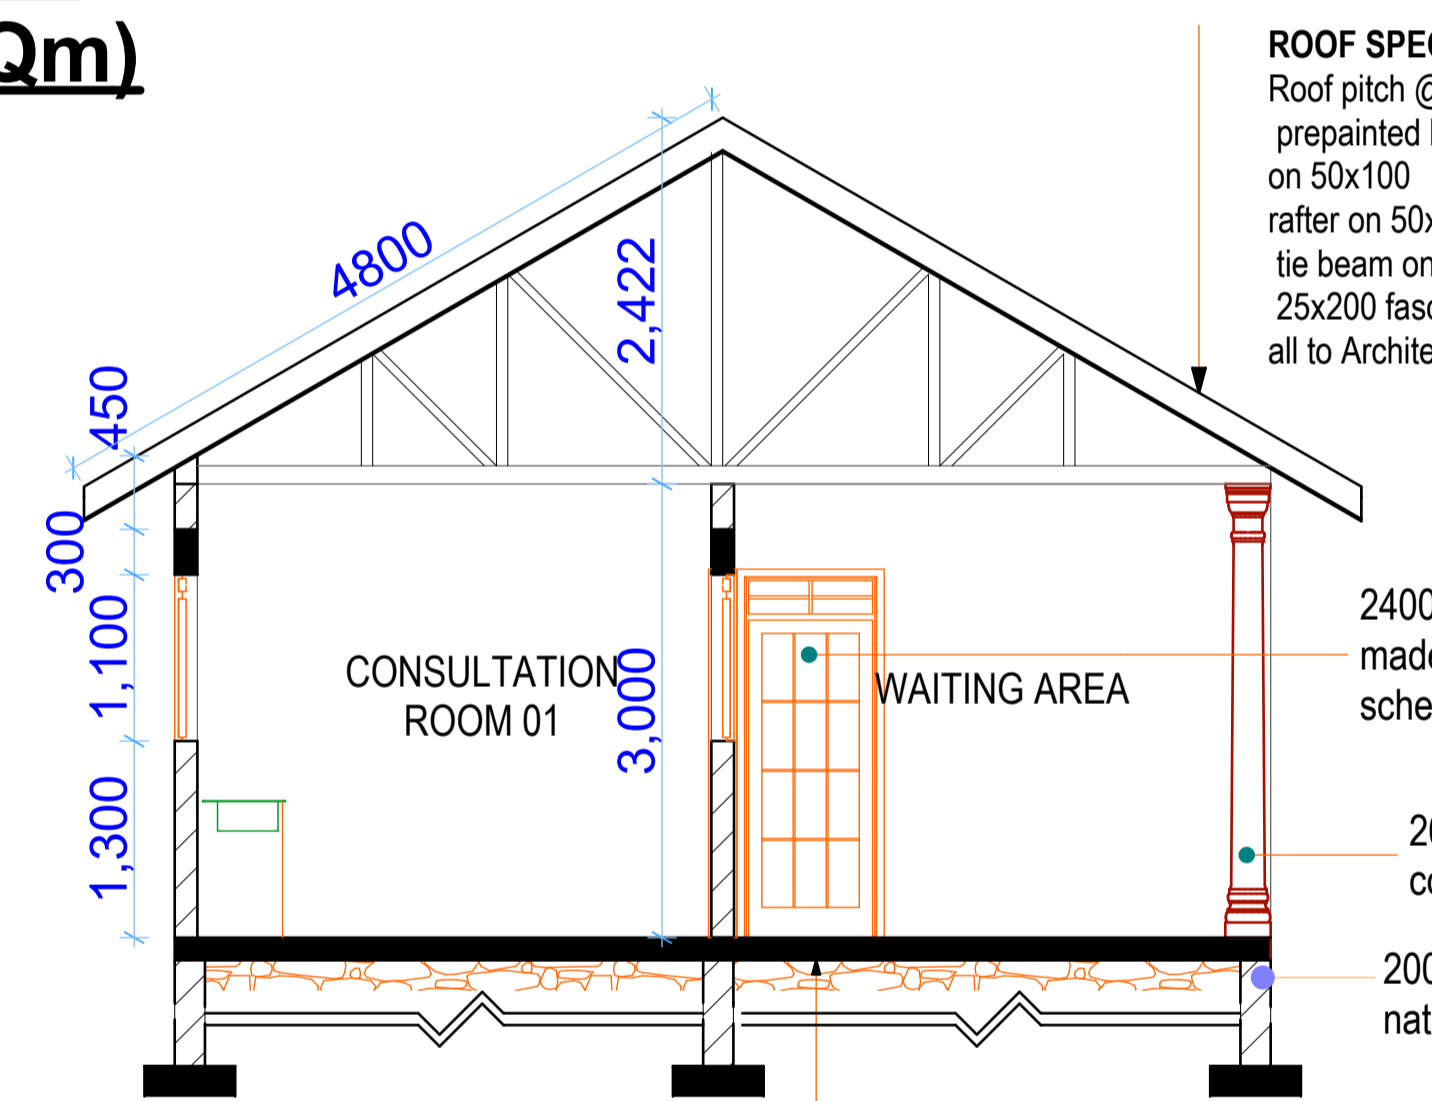 Qm)
ROOF SPEC
Roof pitch @
prepainted
on 50x100
rafter on 50x
tie beam on
25x200 fasc
all to Archite
4800
2,422
450
300
1,100
1,300
3,000
CONSULTATION
ROOM 01
WAITING AREA
2400
made
sche
20
co
200
nat